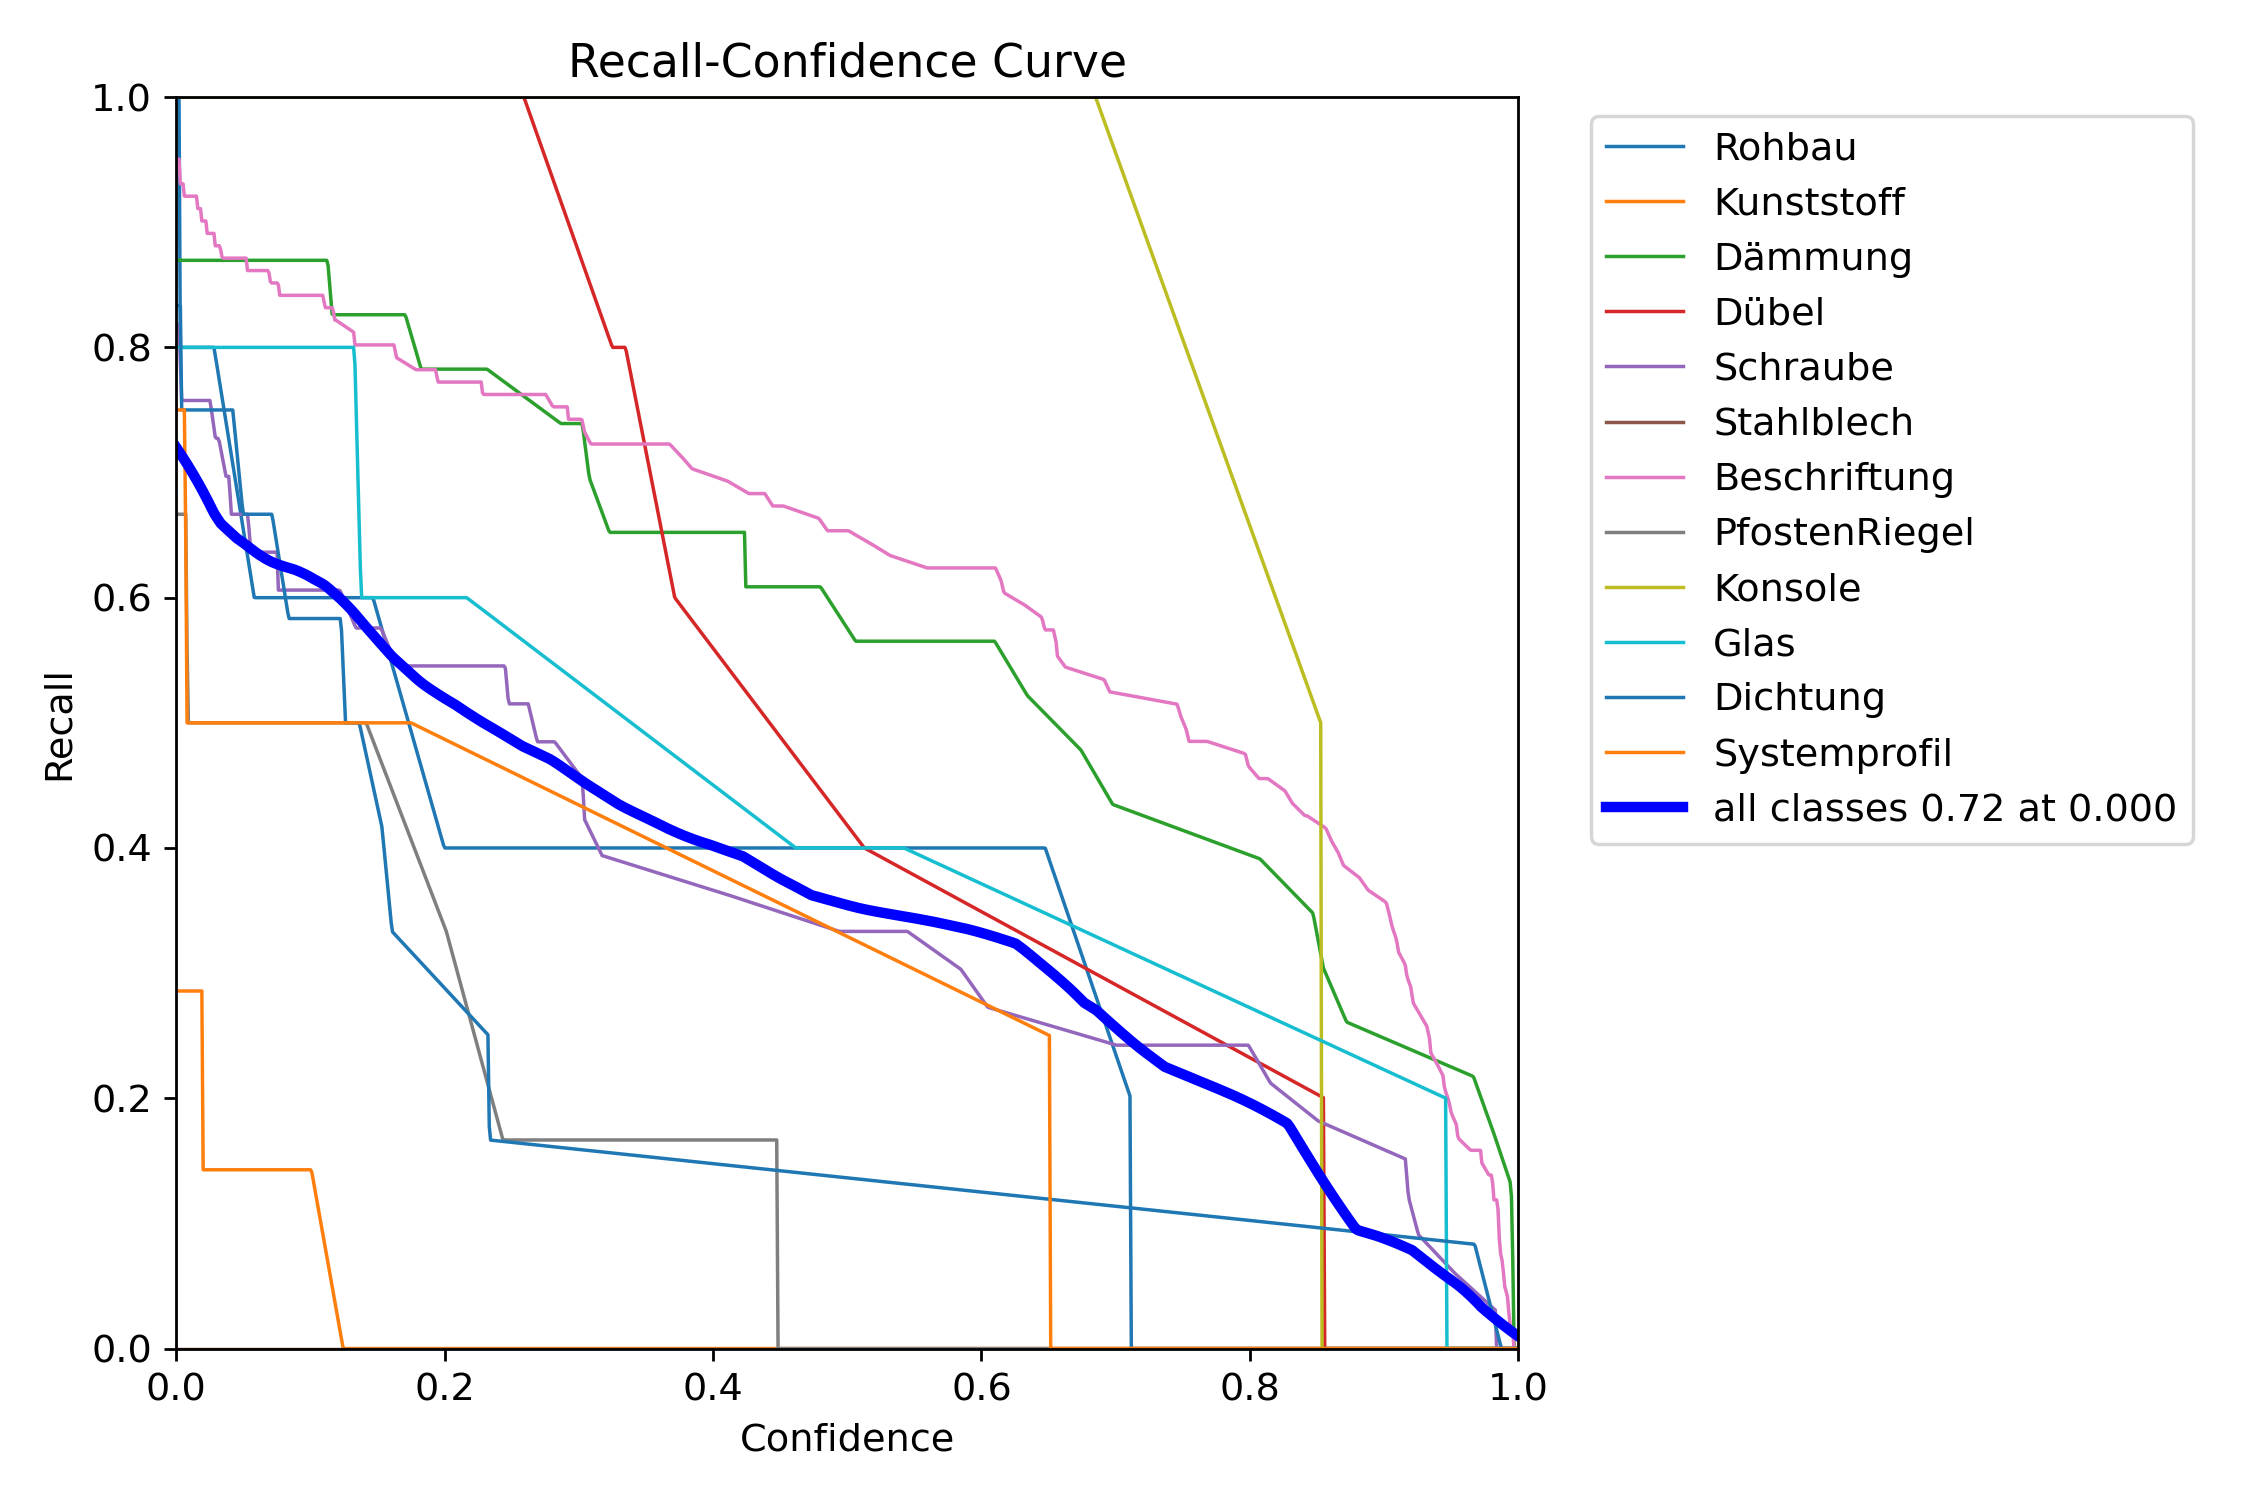 Recall-Confidence Curve
1.0
0.8
0.6
0.4
0.2
0.0
Recall
0.0 0.2 0.4 0.6 0.8 1.0
Confidence
Rohbau
Kunststoff
Dämmung
Dübel
Schraube
Stahlblech
Beschriftung
PfostenRiegel
Konsole
Glas
Dichtung
Systemprofil
all classes 0.72 at 0.000